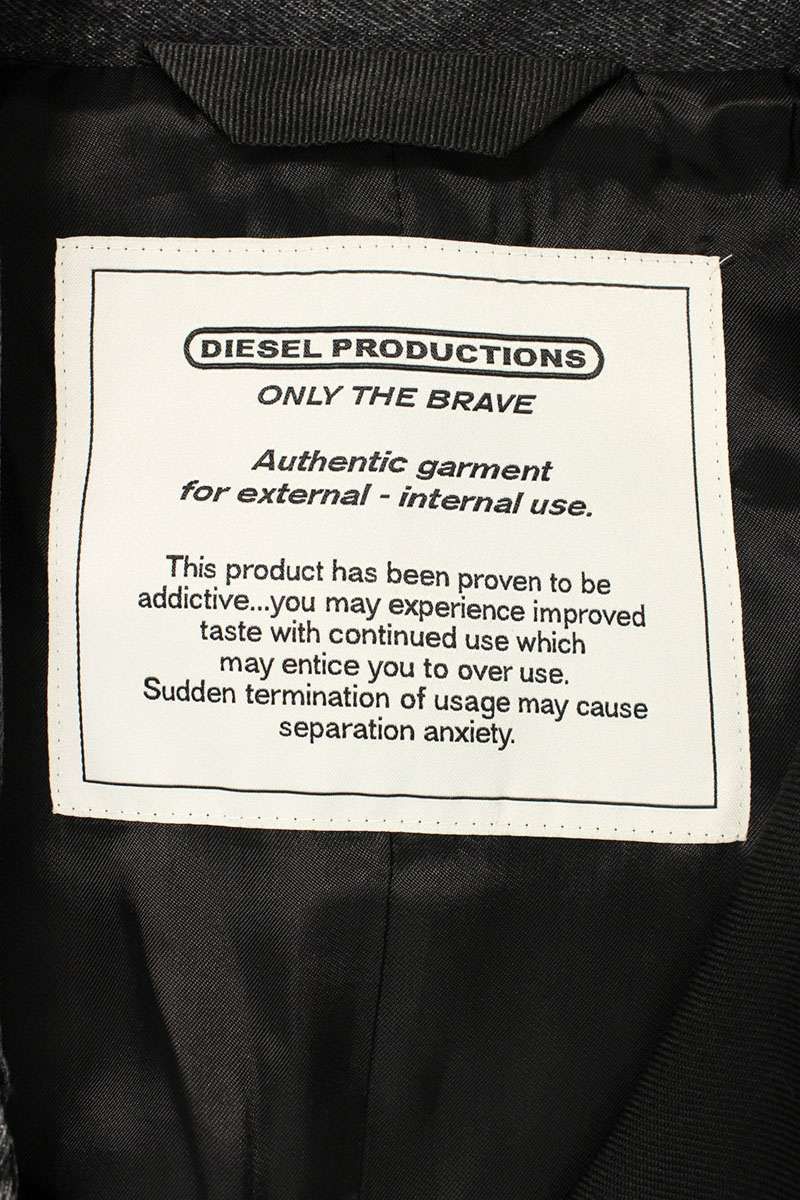 DIESEL PRODUCTIONS
ONLY THE BRAVE
Authentic garment
for external - internal use.
This product has been proven to be
addictive...you may experience improved
taste with continued use which
may entice you to over use.
Sudden termination of usage may cause
separation anxiety.